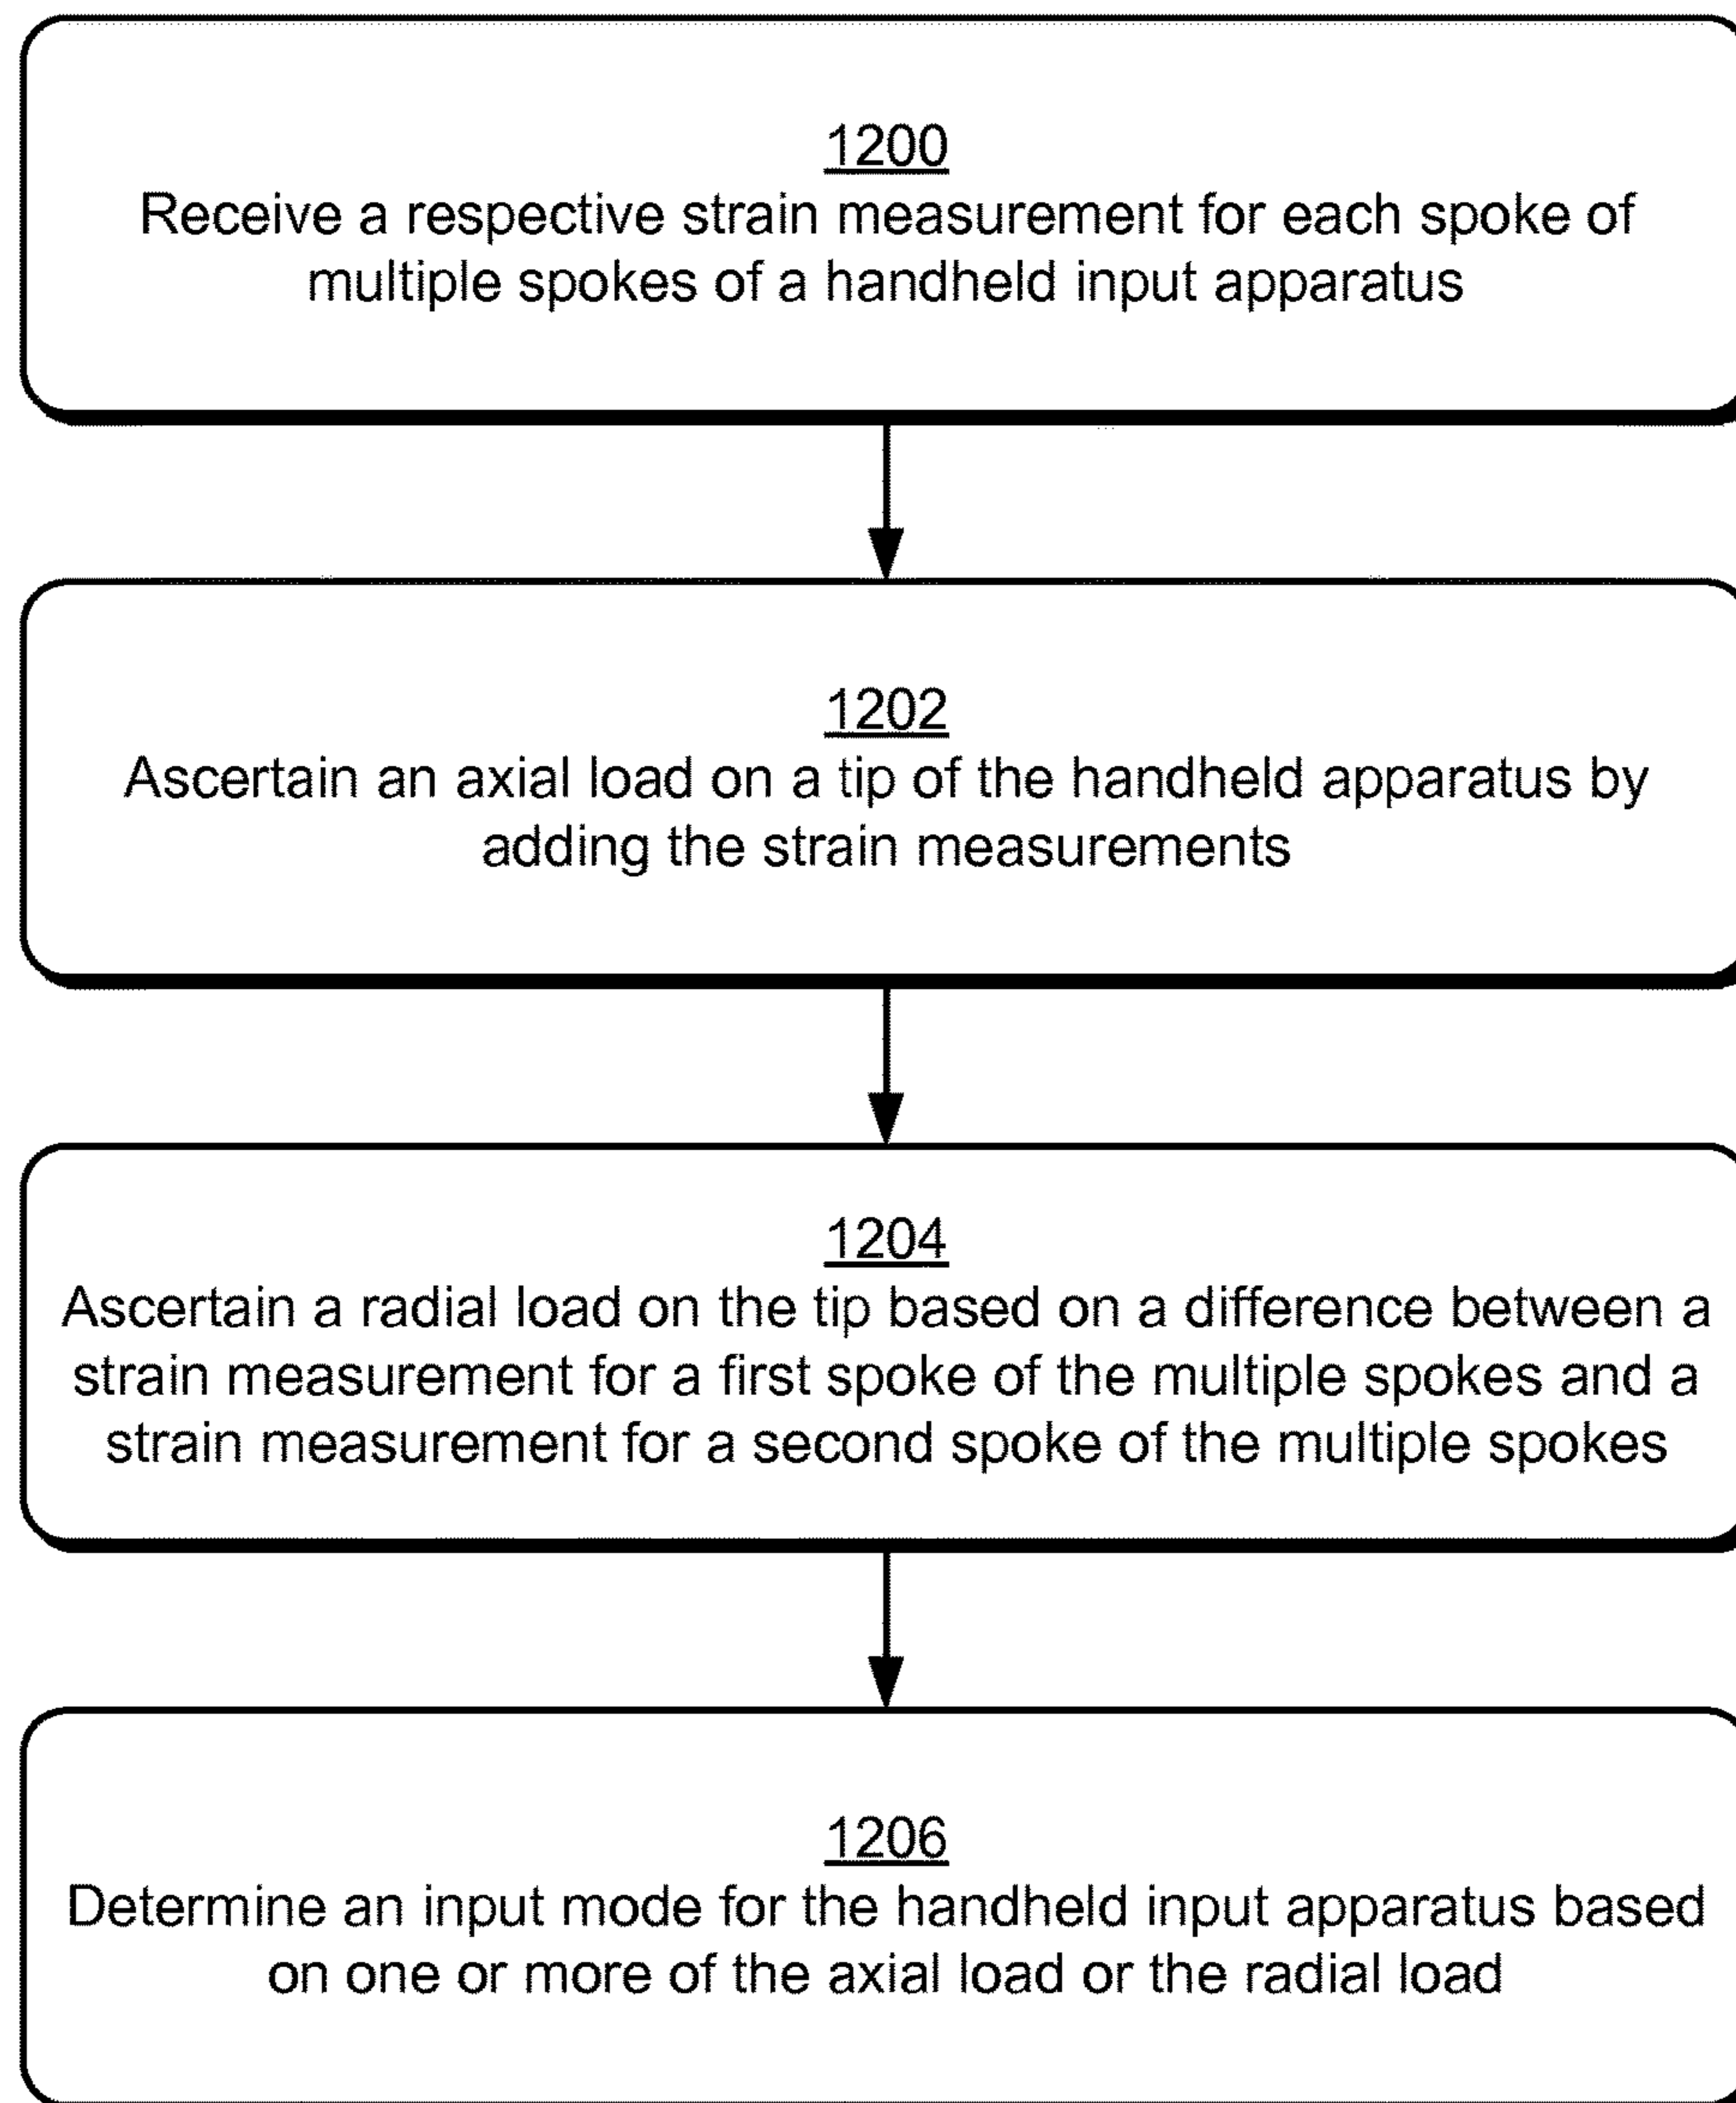 1200
Receive a respective strain measurement for each spoke of
multiple spokes of a handheld input apparatus
1202
Ascertain an axial load on a tip of the handheld apparatus by
adding the strain measurements
1204
Ascertain a radial load on the tip based on a difference between a
strain measurement for a first spoke of the multiple spokes and a
strain measurement for a second spoke of the multiple spokes
1206
Determine an input mode for the handheld input apparatus based
on one or more of the axial load or the radial load